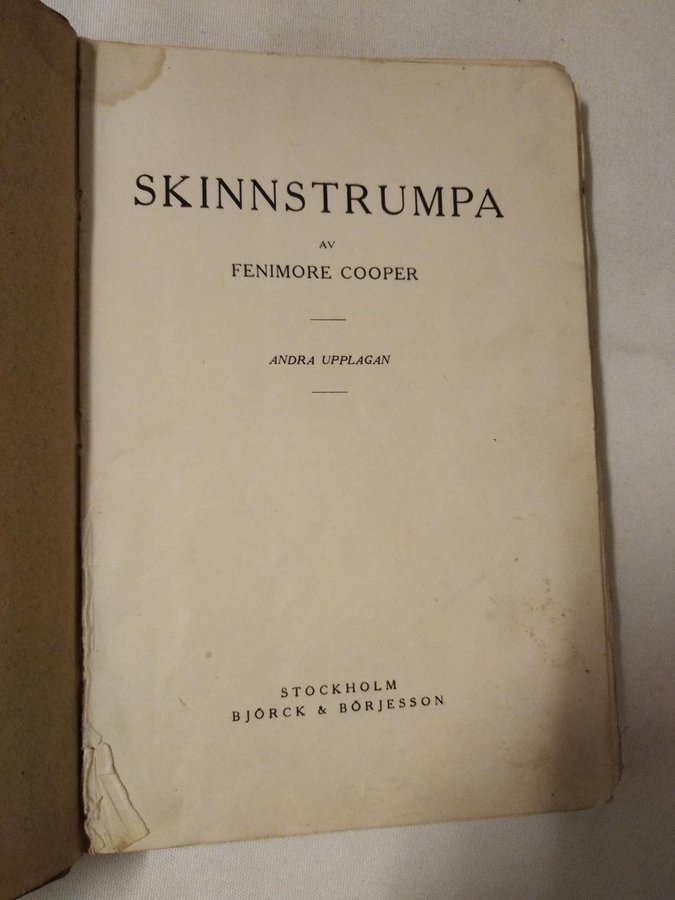 SKINNSTRUMPA
AV
FENIMORE COOPER
ANDRA UPPLAGAN
STOCKHOLM
BJÖRCK & BÖRJESSON